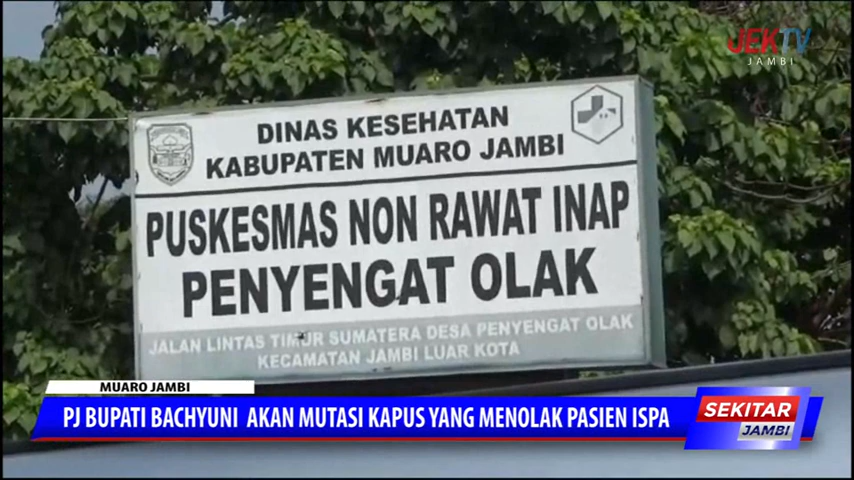 JEKTV
JAMBI
DINAS KESEHATAN
KABUPATEN MUARO JAMBI
PUSKESMAS NON RAWAT INAP
PENYENGAT OLAK
JALAN LINTAS TIMUR SUMATERA DESA PENYENGAT OLAK
KECAMATAN JAMBI LUAR KOTA
MUARO JAMBI
PJ BUPATI BACHYUNI AKAN MUTASI KAPUS YANG MENOLAK PASIEN ISPA
SEKITAR
JAMBI